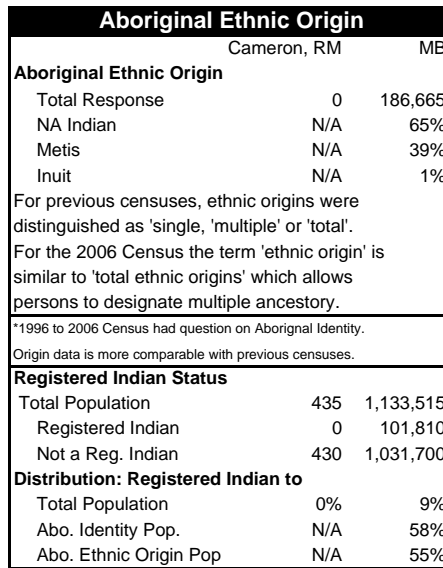 Aboriginal Ethnic Origin
Cameron, RM MB
Aboriginal Ethnic Origin
Total Response 0 186,665
NA Indian N/A 65%
Metis N/A 39%
Inuit N/A 1%
For previous censuses, ethnic origins were
distinguished as 'single, 'multiple' or 'total'.
For the 2006 Census the term 'ethnic origin' is
similar to 'total ethnic origins' which allows
persons to designate multiple ancestory.
*1996 to 2006 Census had question on Aborignal Identity.
Origin data is more comparable with previous censuses.
Registered Indian Status
Total Population 435 1,133,515
Registered Indian 0 101,810
Not a Reg. Indian 430 1,031,700
Distribution: Registered Indian to
Total Population 0% 9%
Abo. Identity Pop. N/A 58%
Abo. Ethnic Origin Pop N/A 55%